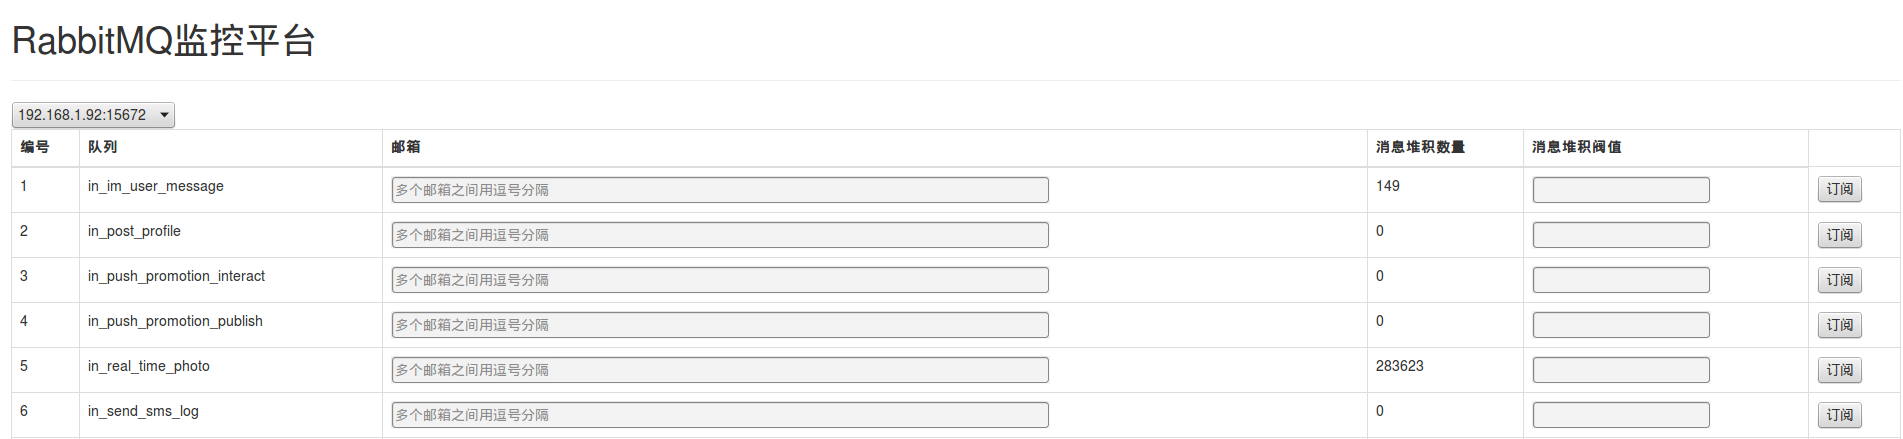 RabbitMQ监控平台
192.168.1.92:15672
编号 队列 邮箱 消息堆积数量 消息堆积阀值
1 in_im_user_message 多个邮箱之间用逗号分隔 149 订阅
2 in_post_profile 多个邮箱之间用逗号分隔 0 订阅
3 in_push_promotion_interact 多个邮箱之间用逗号分隔 0 订阅
4 in_push_promotion_publish 多个邮箱之间用逗号分隔 0 订阅
5 in_real_time_photo 多个邮箱之间用逗号分隔 283623 订阅
6 in_send_sms_log 多个邮箱之间用逗号分隔 0 订阅